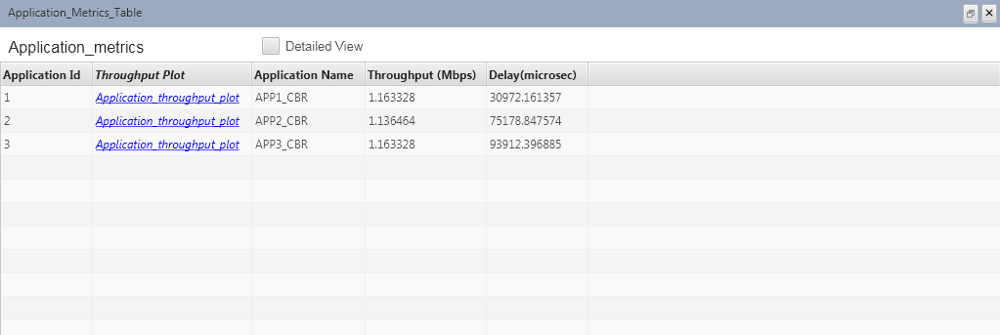 Application_Metrics_Table
Application_metrics Detailed View
Application Id Throughput Plot Application Name Throughput (Mbps) Delay(microsec)
1 Application_throughput_plot APP1_CBR 1.163328 30972.161357
2 Application_throughput_plot APP2_CBR 1.136464 75178.847574
3 Application_throughput_plot APP3_CBR 1.163328 93912.396885